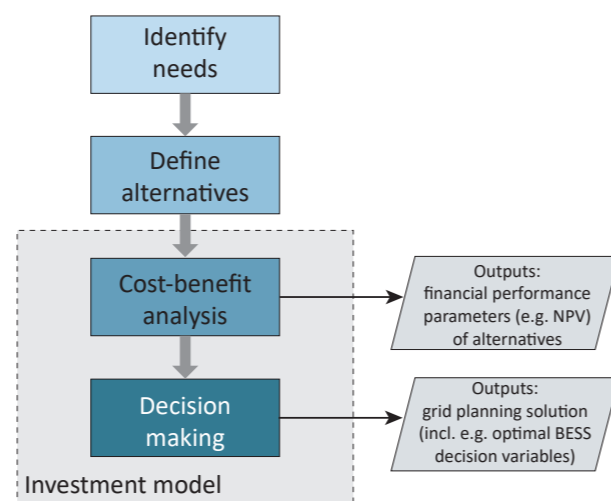 Identify
needs
Define
alternatives
Cost-benefit
analysis
Outputs:
financial performance
parameters (e.g. NPV)
of alternatives
Decision
making
Outputs:
grid planning solution
(incl. e.g. optimal BESS
decision variables)
Investment model